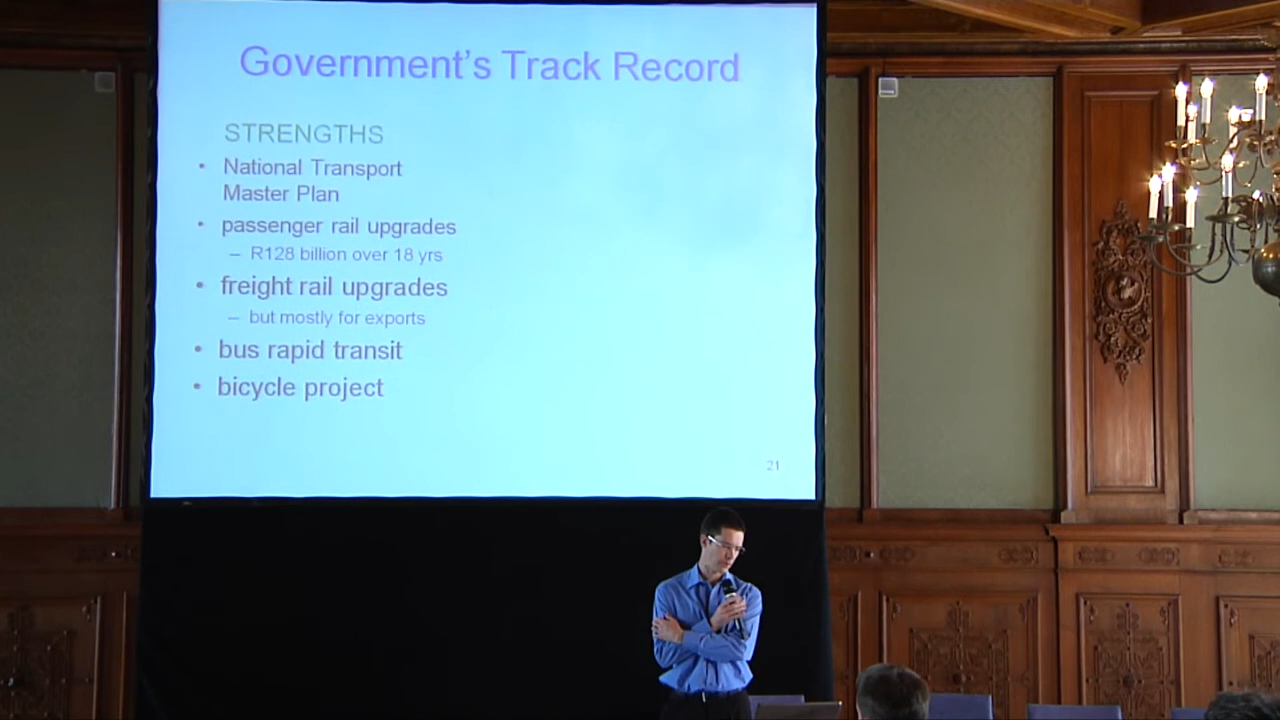 Government's Track Record
STRENGTHS
• National Transport
Master Plan
• passenger rail upgrades
– R128 billion over 18 yrs
• freight rail upgrades
– but mostly for exports
• bus rapid transit
• bicycle project
21